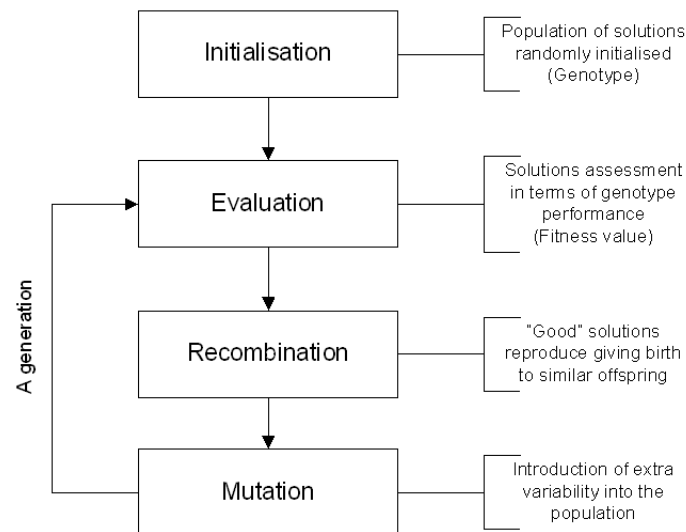 Initialisation
Population of solutions
randomly initialised
(Genotype)
Evaluation
Solutions assessment
in terms of genotype
performance
(Fitness value)
A generation
Recombination
"Good" solutions
reproduce giving birth
to similar offspring
Mutation
Introduction of extra
variability into the
population